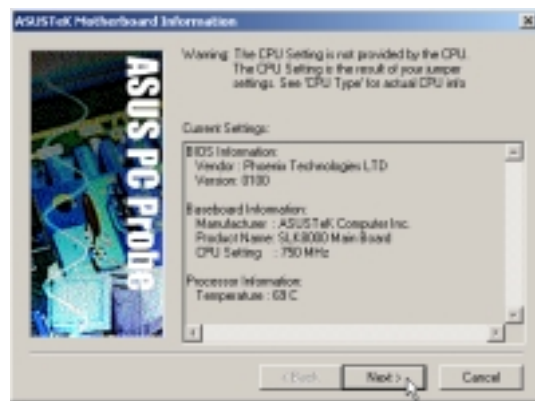 ASUSTeK Motherboard Information
ASUS PC Probe
Warning: The CPU Setting is not provided by the CPU.
The CPU Setting is the result of your jumper
settings. See 'CPU Type' for actual CPU info
Current Settings:
BIOS Information:
Vendor : Phoenix Technologies LTD
Version: 0100
Baseboard Information:
Manufacturer : ASUSTeK Computer Inc.
Product Name: SLK8000 Main Board
CPU Setting : 750 MHz
Processor Information:
Temperature : C
< Back
Next >
Cancel